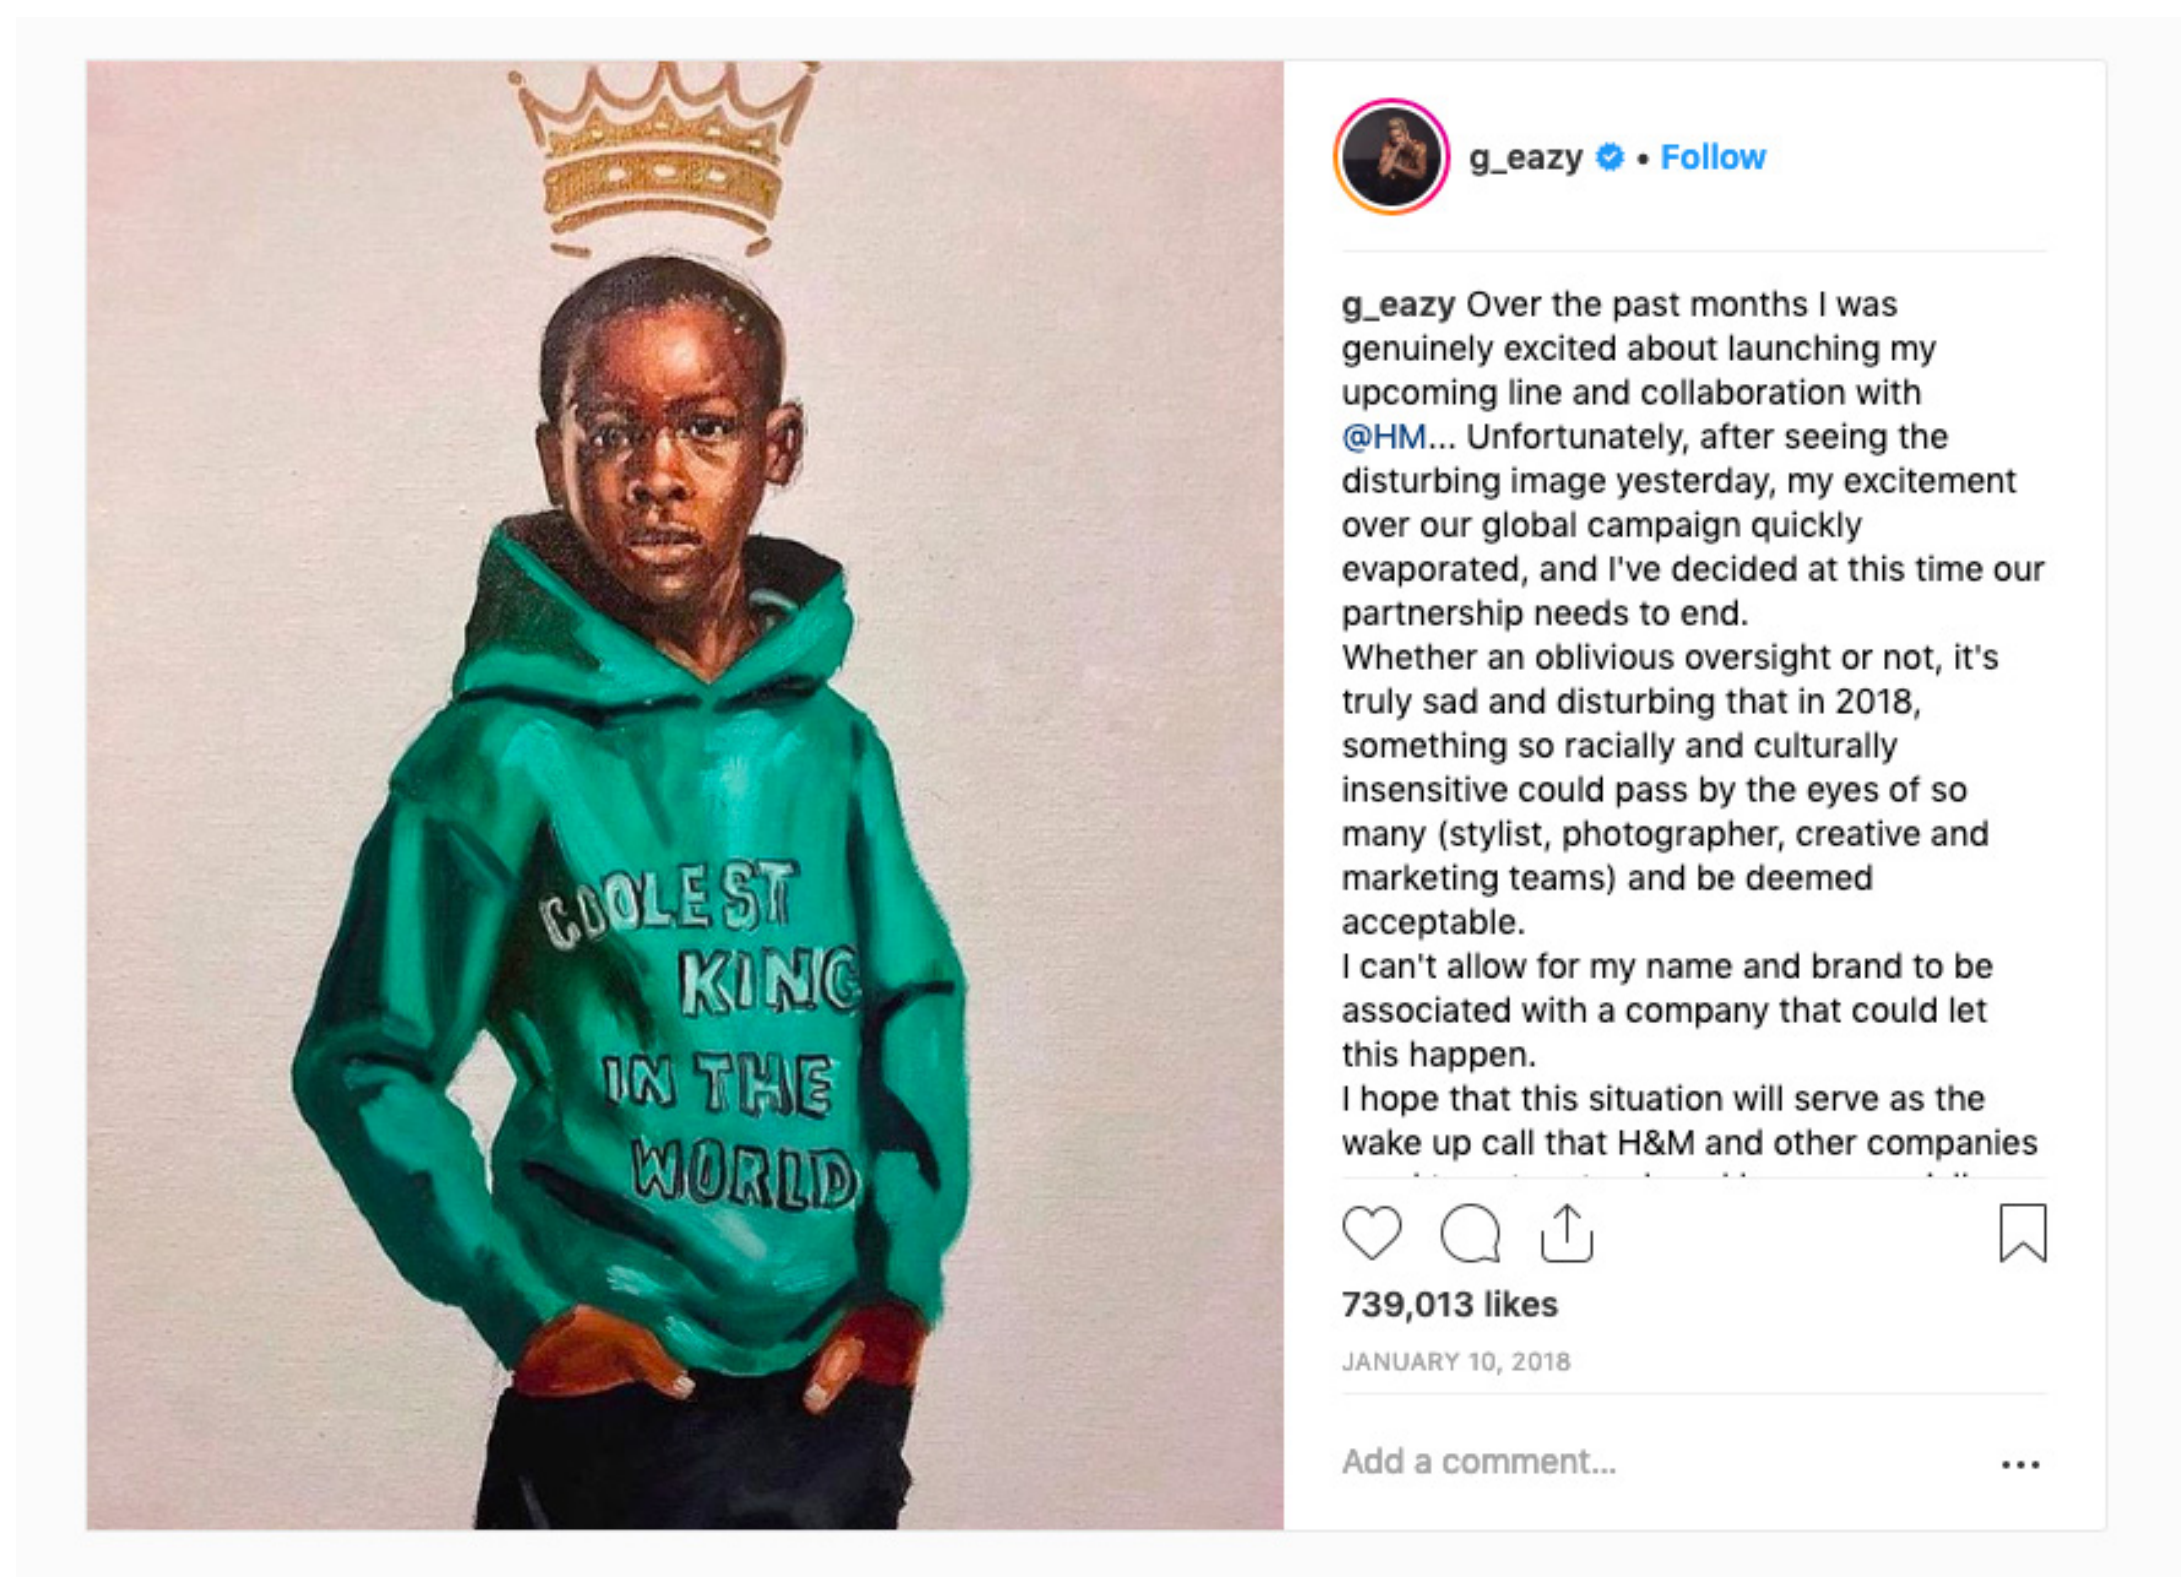 COOLEST
KING
IN THE
WORLD
g_eazy • Follow
g_eazy Over the past months I was
genuinely excited about launching my
upcoming line and collaboration with
@HM... Unfortunately, after seeing the
disturbing image yesterday, my excitement
over our global campaign quickly
evaporated, and I've decided at this time our
partnership needs to end.
Whether an oblivious oversight or not, it's
truly sad and disturbing that in 2018,
something so racially and culturally
insensitive could pass by the eyes of so
many (stylist, photographer, creative and
marketing teams) and be deemed
acceptable.
I can't allow for my name and brand to be
associated with a company that could let
this happen.
I hope that this situation will serve as the
wake up call that H&M and other companies
739,013 likes
JANUARY 10, 2018
Add a comment...